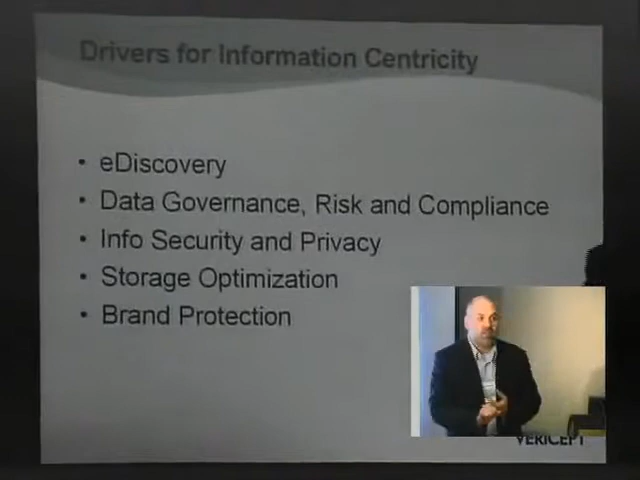 Drivers for Information Centricity
• eDiscovery
• Data Governance, Risk and Compliance
• Info Security and Privacy
• Storage Optimization
• Brand Protection
VERICEPT